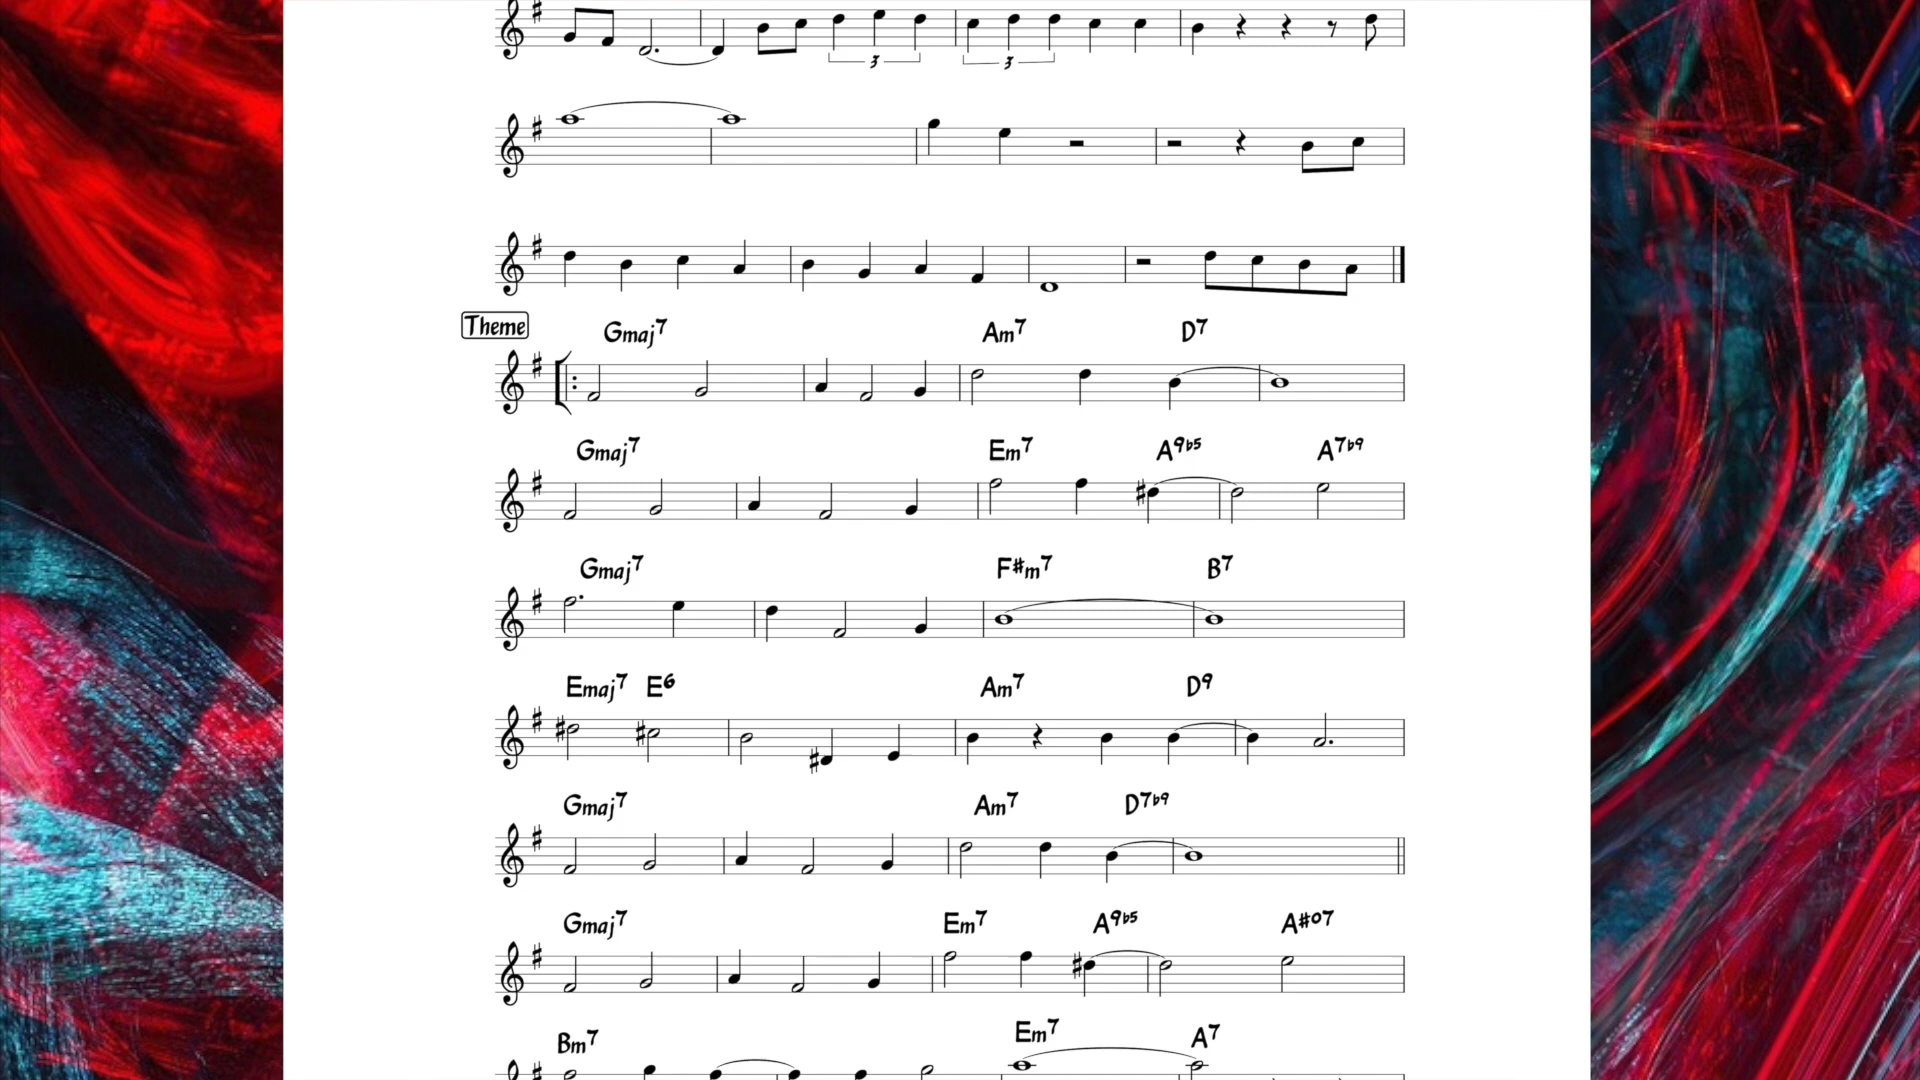 3 3
Theme Gmaj7 Am7 D7
Gmaj7 Em7 A9♭5 A7♭9
Gmaj7 F♯m7 B7
Emaj7 E6 Am7 D9
Gmaj7 Am7 D7♭9
Gmaj7 Em7 A9♭5 A♯o7
Bm7 Em7 A7